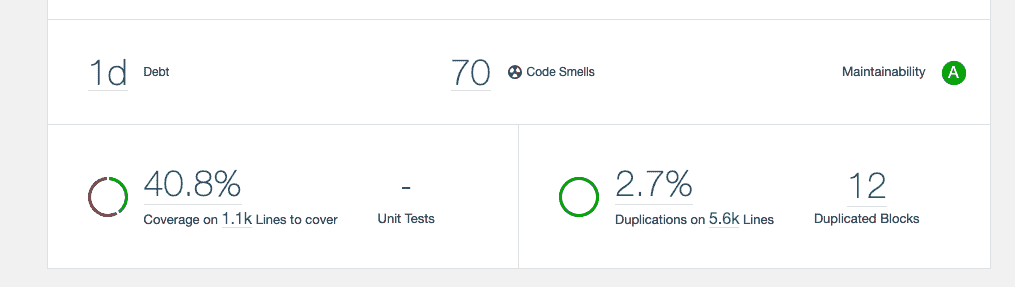 1d Debt 70 Code Smells Maintainability A
40.8% - 2.7% 12
Coverage on 1.1k Lines to cover Unit Tests Duplications on 5.6k Lines Duplicated Blocks